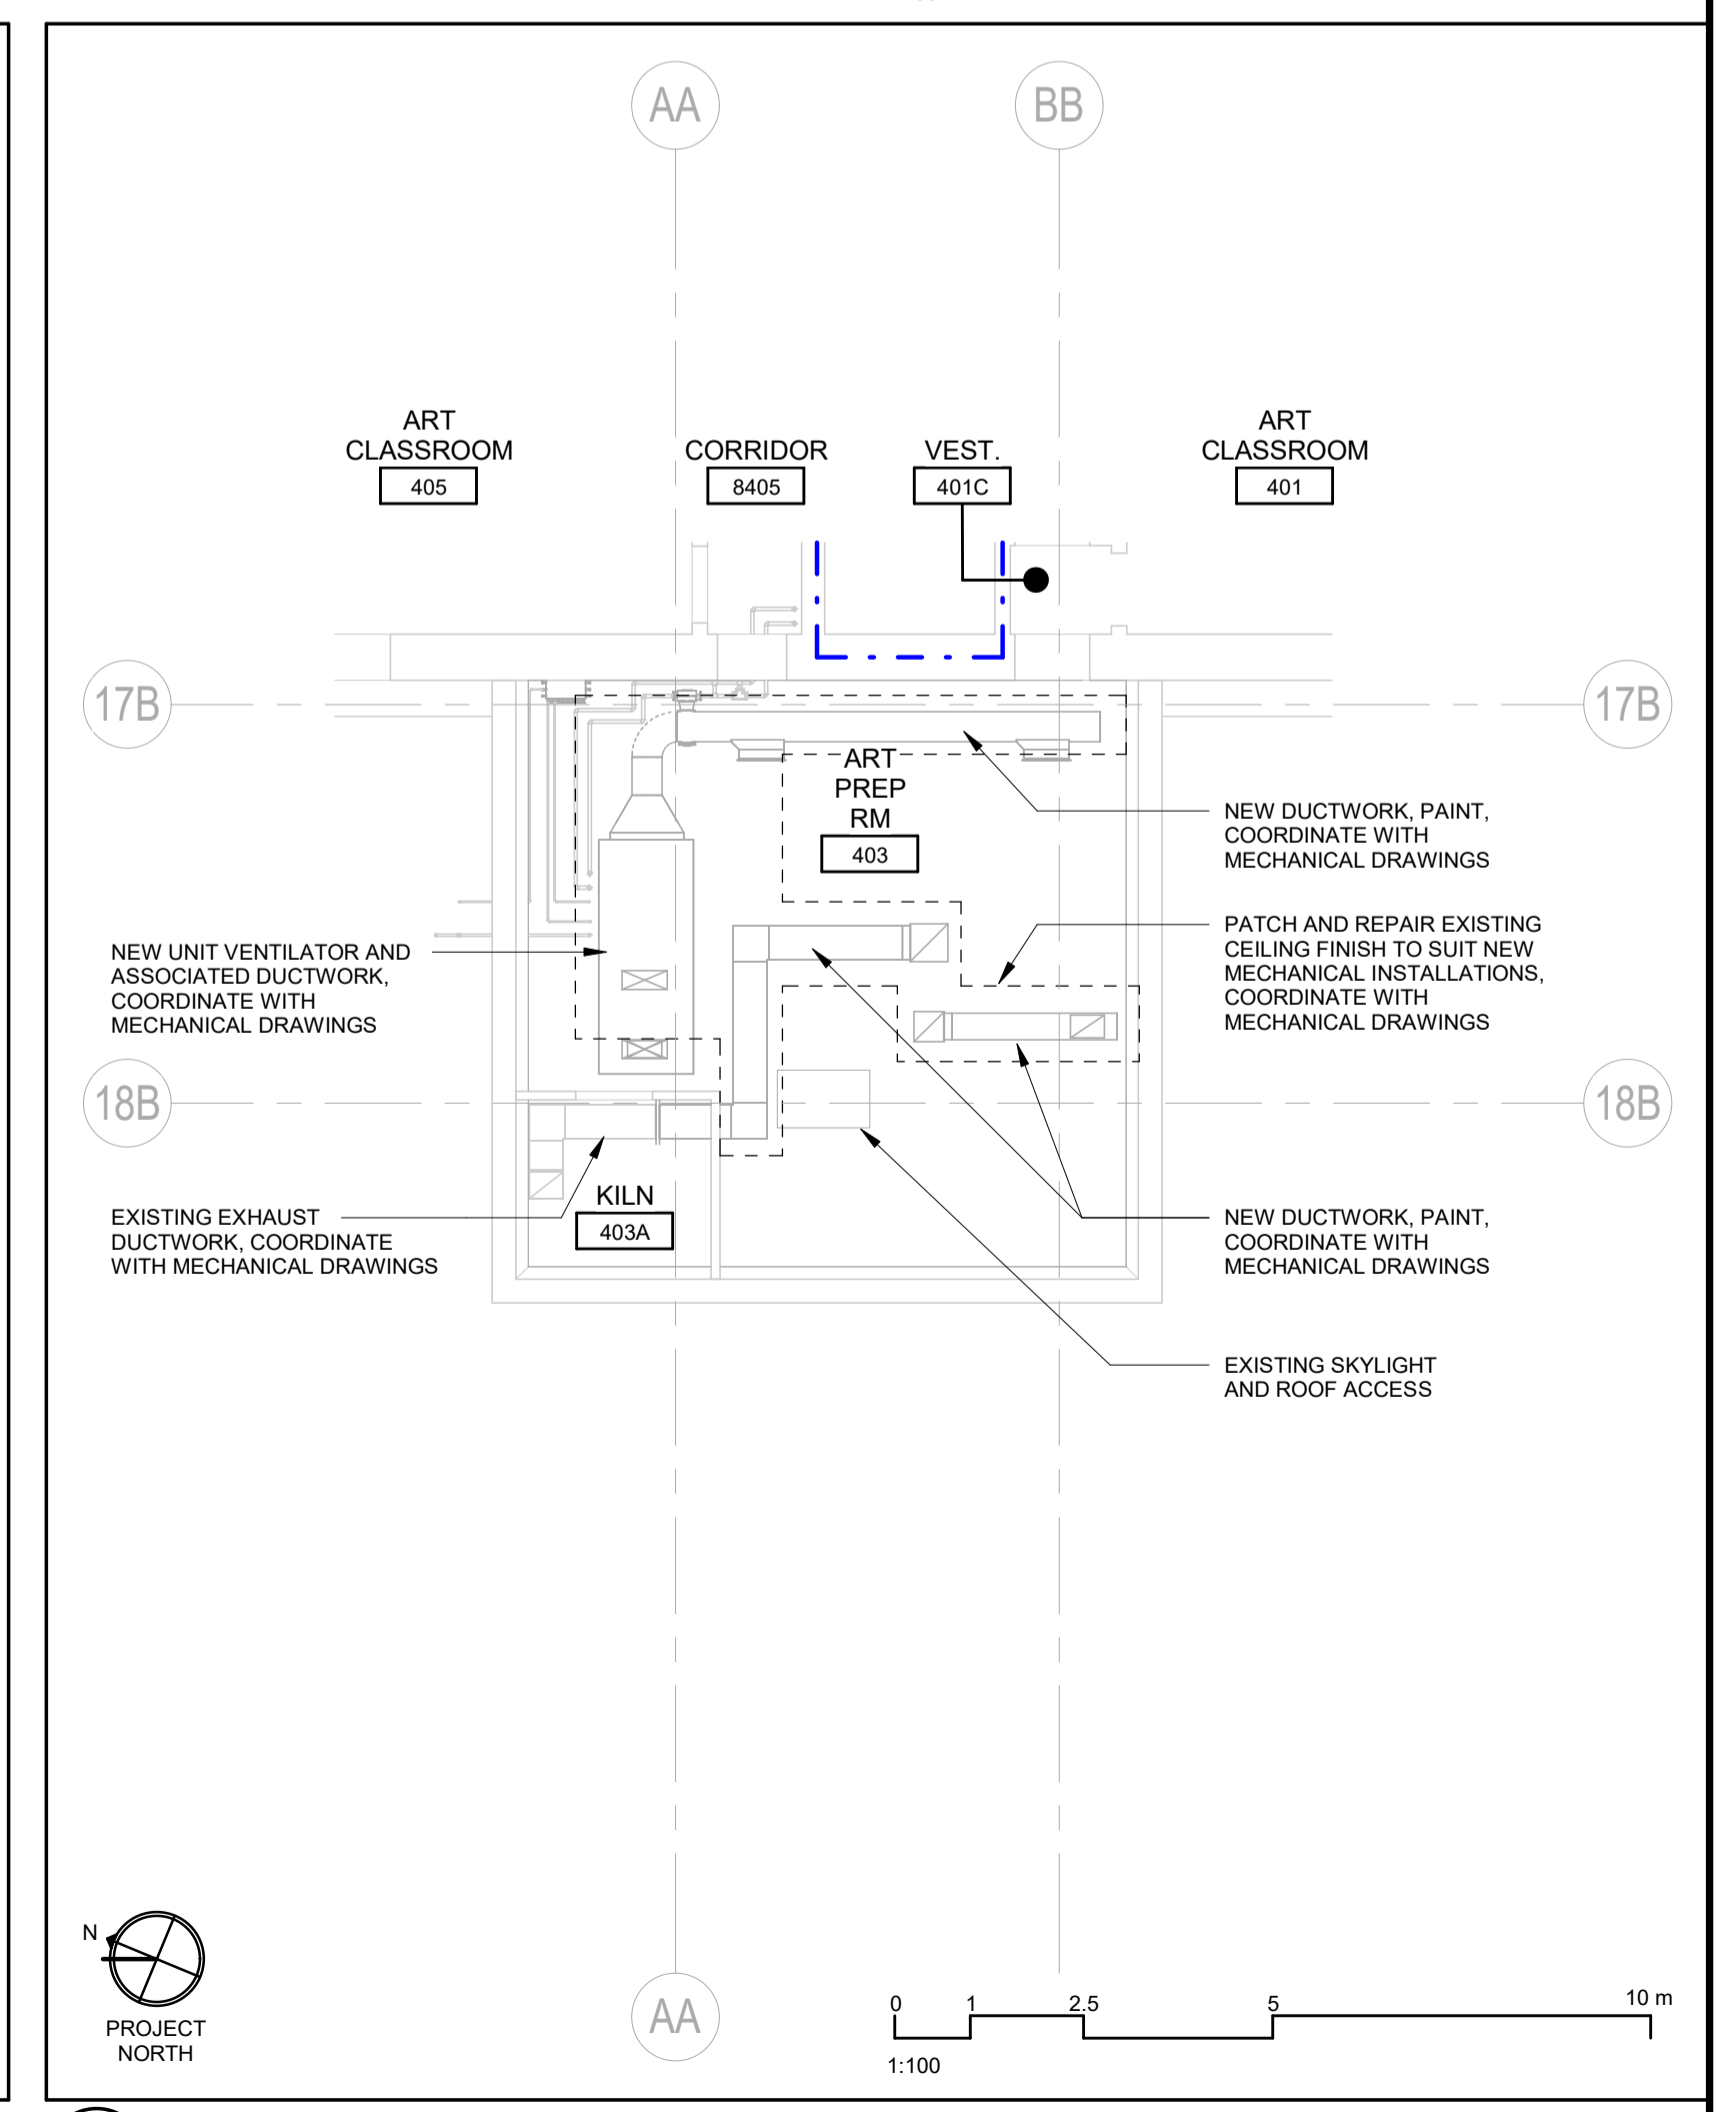 AA
BB
ART
CLASSROOM
405
CORRIDOR
8405
VEST.
401C
ART
CLASSROOM
401
17B
17B
ART
PREP
RM
403
NEW DUCTWORK, PAINT,
COORDINATE WITH
MECHANICAL DRAWINGS
PATCH AND REPAIR EXISTING
CEILING FINISH TO SUIT NEW
MECHANICAL INSTALLATIONS,
COORDINATE WITH
MECHANICAL DRAWINGS
NEW UNIT VENTILATOR AND
ASSOCIATED DUCTWORK,
COORDINATE WITH
MECHANICAL DRAWINGS
18B
18B
EXISTING EXHAUST
DUCTWORK, COORDINATE
WITH MECHANICAL DRAWINGS
KILN
403A
NEW DUCTWORK, PAINT,
COORDINATE WITH
MECHANICAL DRAWINGS
EXISTING SKYLIGHT
AND ROOF ACCESS
N
PROJECT
NORTH
AA
0 1 2.5 5 10 m
1:100